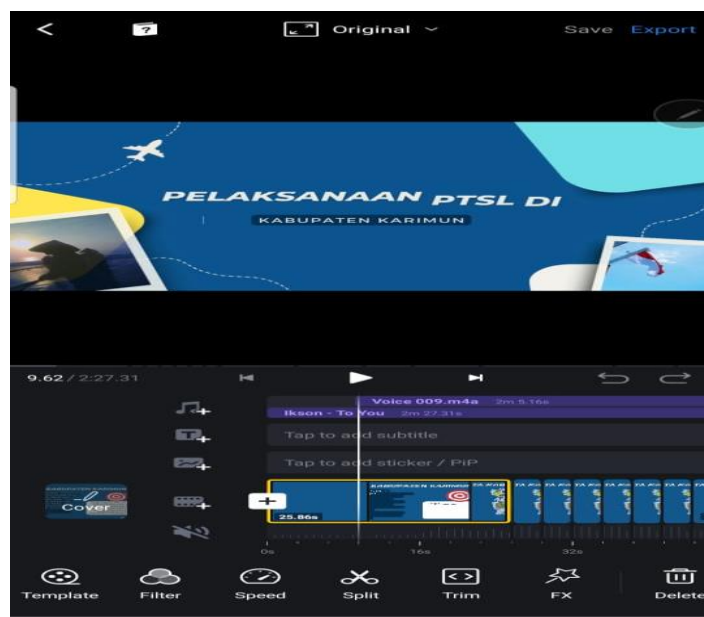 ?
Original
Save Export
PELAKSANAAN PTSL DI
KABUPATEN KARIMUN
9.62 / 2:27.31
Voice 009.m4a 2m 5.16s
Ikson - To You 2m 27.31s
Tap to add subtitle
Tap to add sticker / PiP
KABUPATEN KARIMUN
Cover
25.86s
0s 16s 32s
Template Filter Speed Split Trim FX Delete